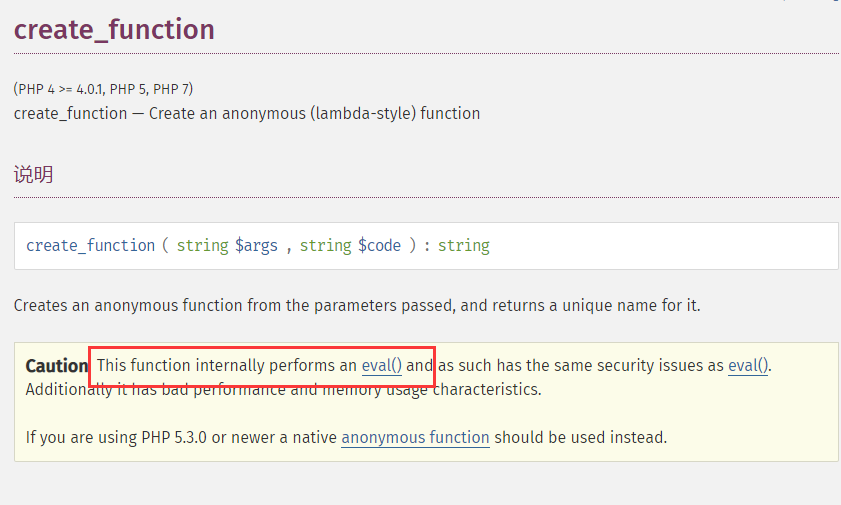 create_function
(PHP 4 >= 4.0.1, PHP 5, PHP 7)
create_function — Create an anonymous (lambda-style) function
说明
create_function ( string $args , string $code ) : string
Creates an anonymous function from the parameters passed, and returns a unique name for it.
Caution This function internally performs an eval() and as such has the same security issues as eval().
Additionally it has bad performance and memory usage characteristics.
If you are using PHP 5.3.0 or newer a native anonymous function should be used instead.